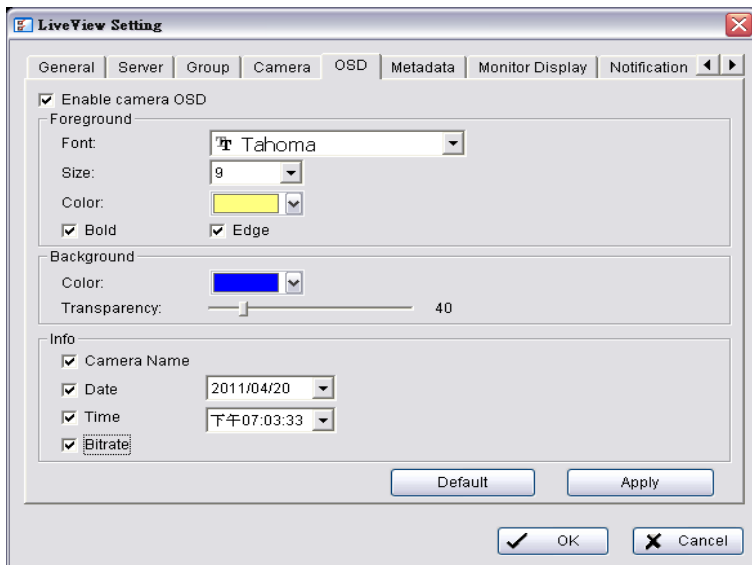 LiveView Setting
General Server Group Camera OSD Metadata Monitor Display Notification
Enable camera OSD
Foreground
Font: Tahoma
Size: 9
Color:
Bold Edge
Background
Color:
Transparency: 40
Info
Camera Name
Date 2011/04/20
Time 下午07:03:33
Bitrate
Default Apply
OK Cancel